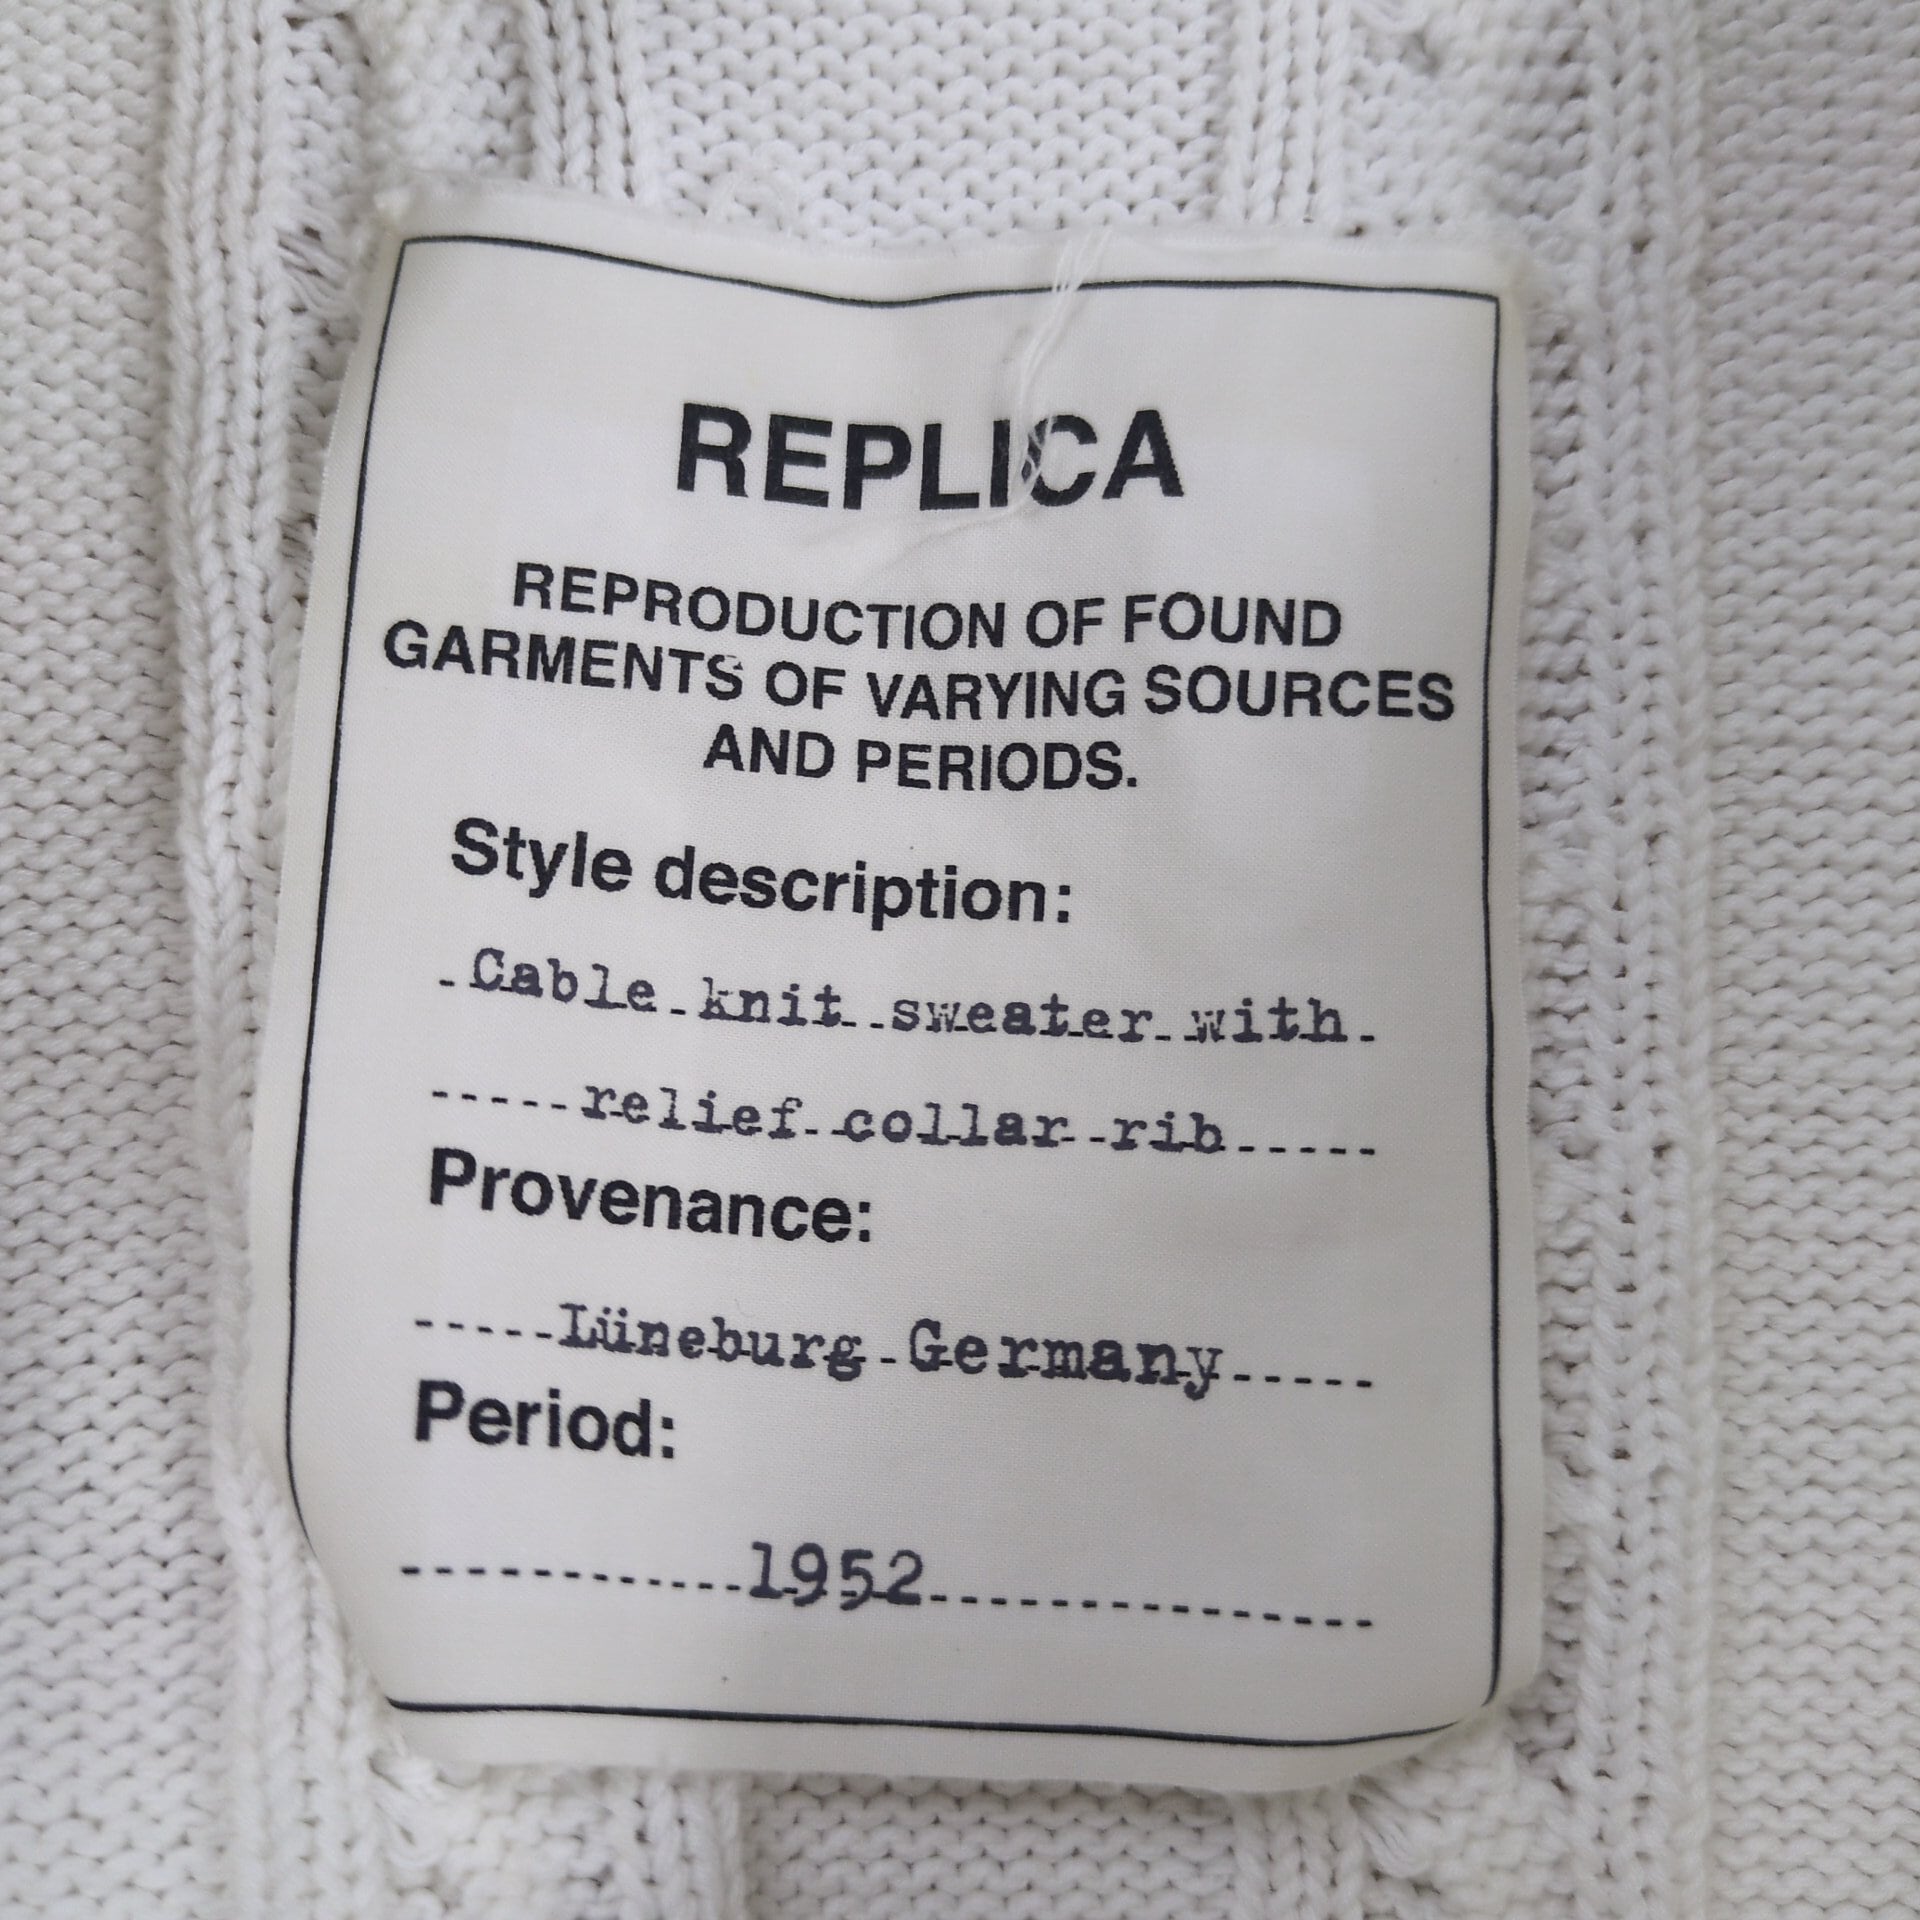 REPLICA
REPRODUCTION OF FOUND
GARMENTS OF VARYING SOURCES
AND PERIODS.
Style description:
Cable knit sweater with
relief collar rib
Provenance:
Lüneburg Germany
Period:
1952